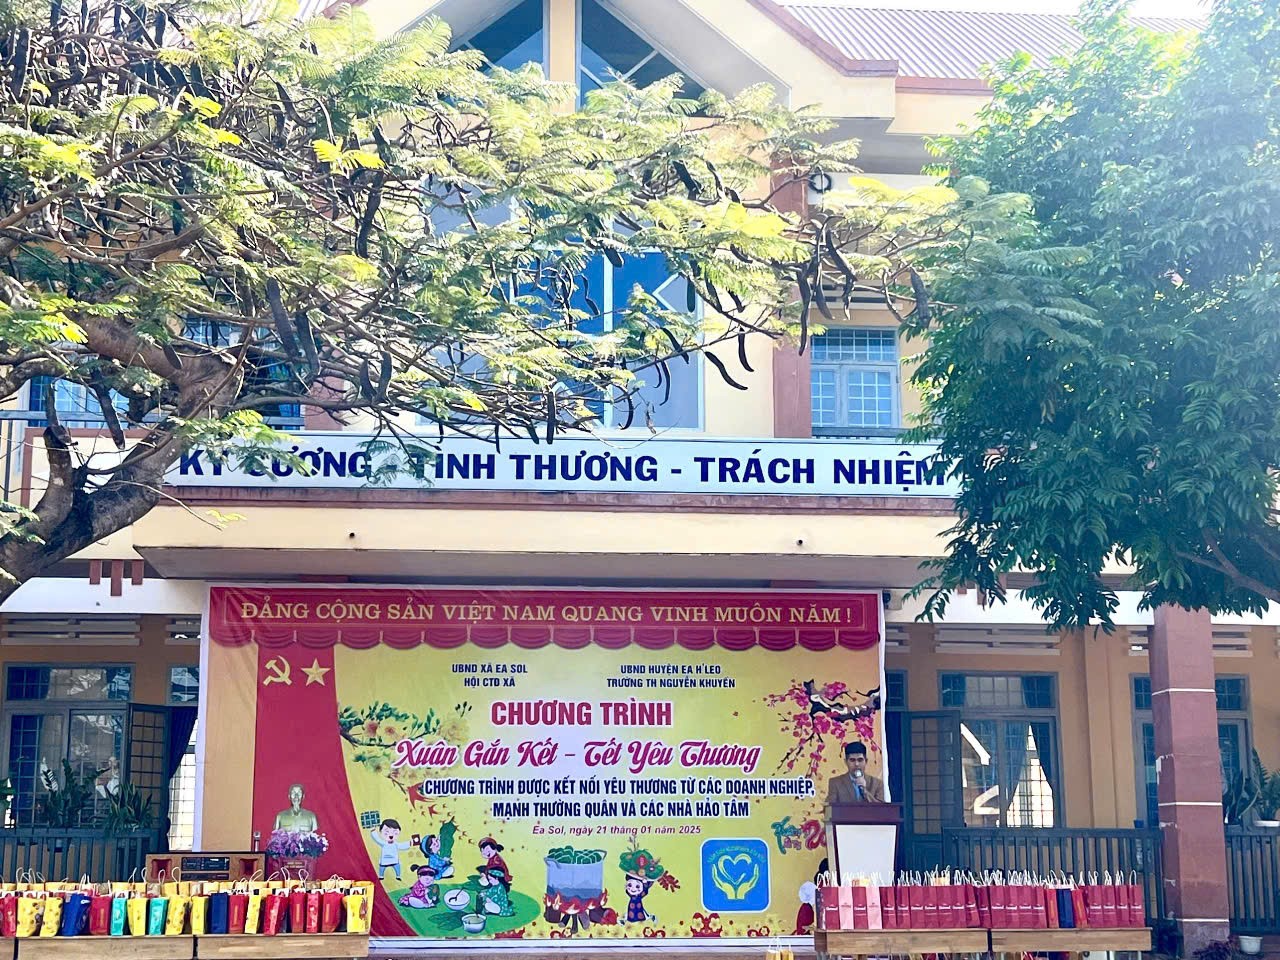 KỶ CƯƠNG - TÌNH THƯƠNG - TRÁCH NHIỆM
ĐẢNG CỘNG SẢN VIỆT NAM QUANG VINH MUÔN NĂM !
UBND XÃ EA SOL
HỘI CTĐ XÃ
UBND HUYỆN EA H'LEO
TRƯỜNG TH NGUYỄN KHUYẾN
CHƯƠNG TRÌNH
Xuân Gắn Kết - Tết Yêu Thương
CHƯƠNG TRÌNH ĐƯỢC KẾT NỐI YÊU THƯƠNG TỪ CÁC DOANH NGHIỆP,
MẠNH THƯỜNG QUÂN VÀ CÁC NHÀ HẢO TÂM
Ea Sol, ngày 21 tháng 01 năm 2025